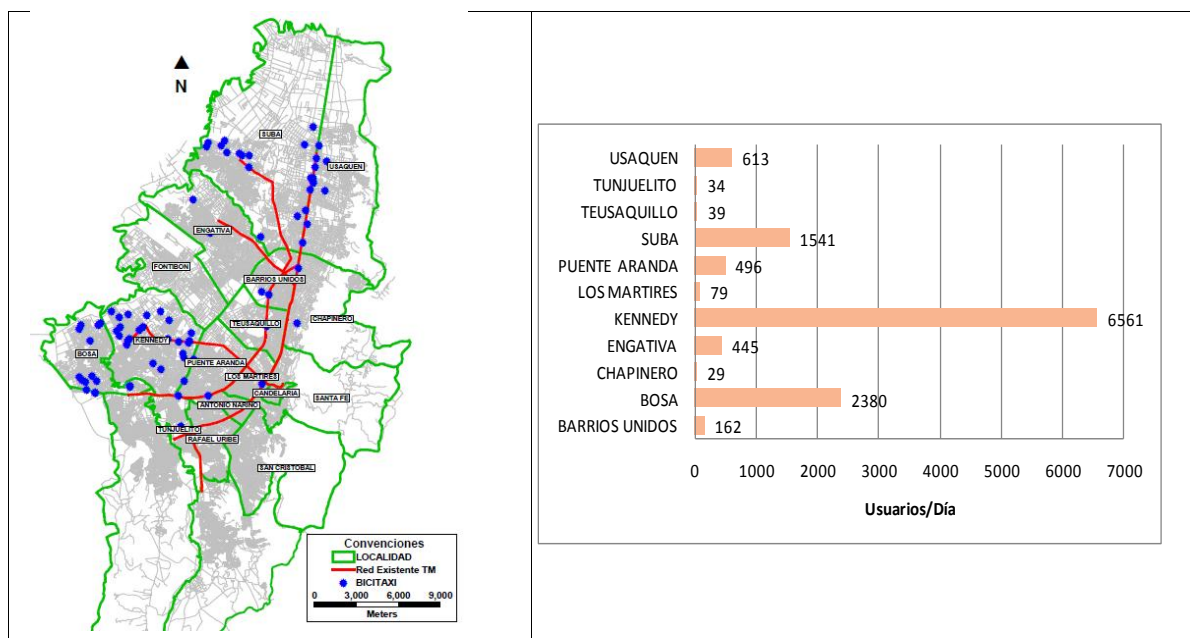 N
SUBA
USAQUEN
ENGATIVA
FONTIBON
BARRIOS UNIDOS
TEUSAQUILLO
CHAPINERO
KENNEDY
BOSA
PUENTE ARANDA
LOS MARTIRES
CANDELARIA
SANTA FE
ANTONIO NARIÑO
TUNJUELITO
RAFAEL URIBE
SAN CRISTOBAL
Convenciones
LOCALIDAD
Red Existente TM
BICITAXI
0 3,000 6,000 9,000
Meters
USAQUEN 613
TUNJUELITO 34
TEUSAQUILLO 39
SUBA 1541
PUENTE ARANDA 496
LOS MARTIRES 79
KENNEDY 6561
ENGATIVA 445
CHAPINERO 29
BOSA 2380
BARRIOS UNIDOS 162
0 1000 2000 3000 4000 5000 6000 7000
Usuarios/Día